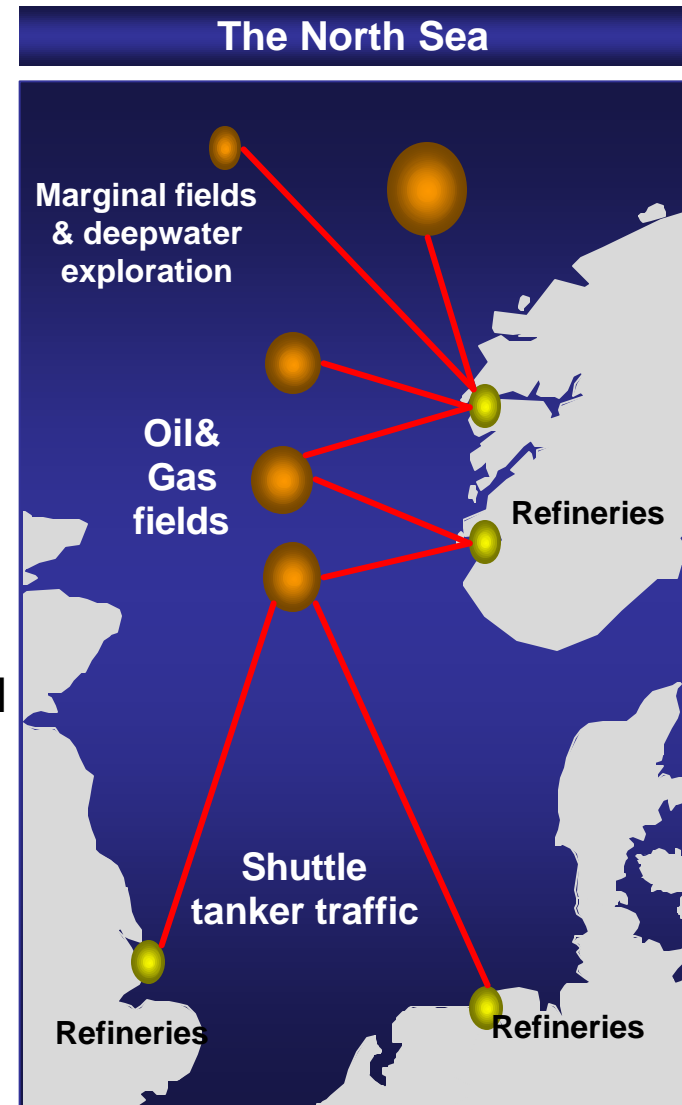 The North Sea
Marginal fields
& deepwater
exploration
Oil&
Gas
fields
Refineries
Shuttle
tanker traffic
Refineries
Refineries